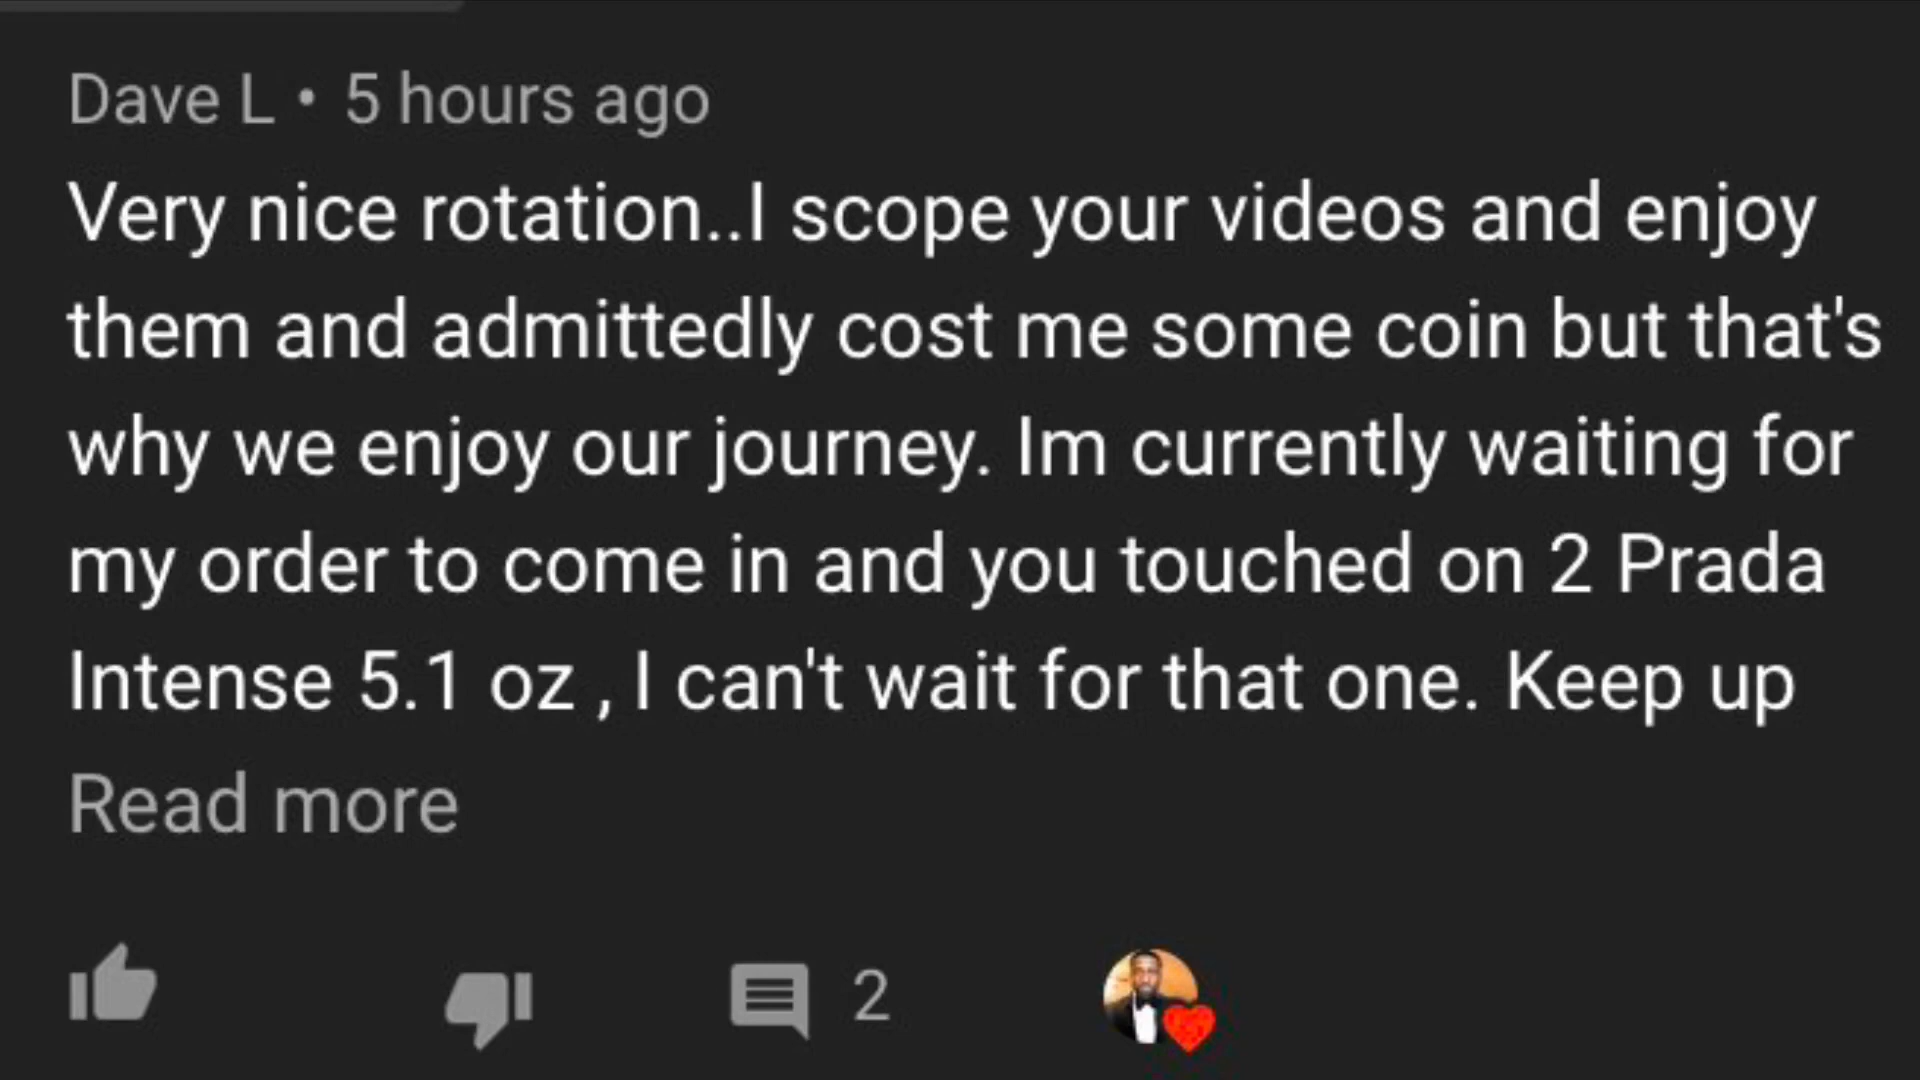 Dave L • 5 hours ago
Very nice rotation..I scope your videos and enjoy
them and admittedly cost me some coin but that's
why we enjoy our journey. Im currently waiting for
my order to come in and you touched on 2 Prada
Intense 5.1 oz , I can't wait for that one. Keep up
Read more
2